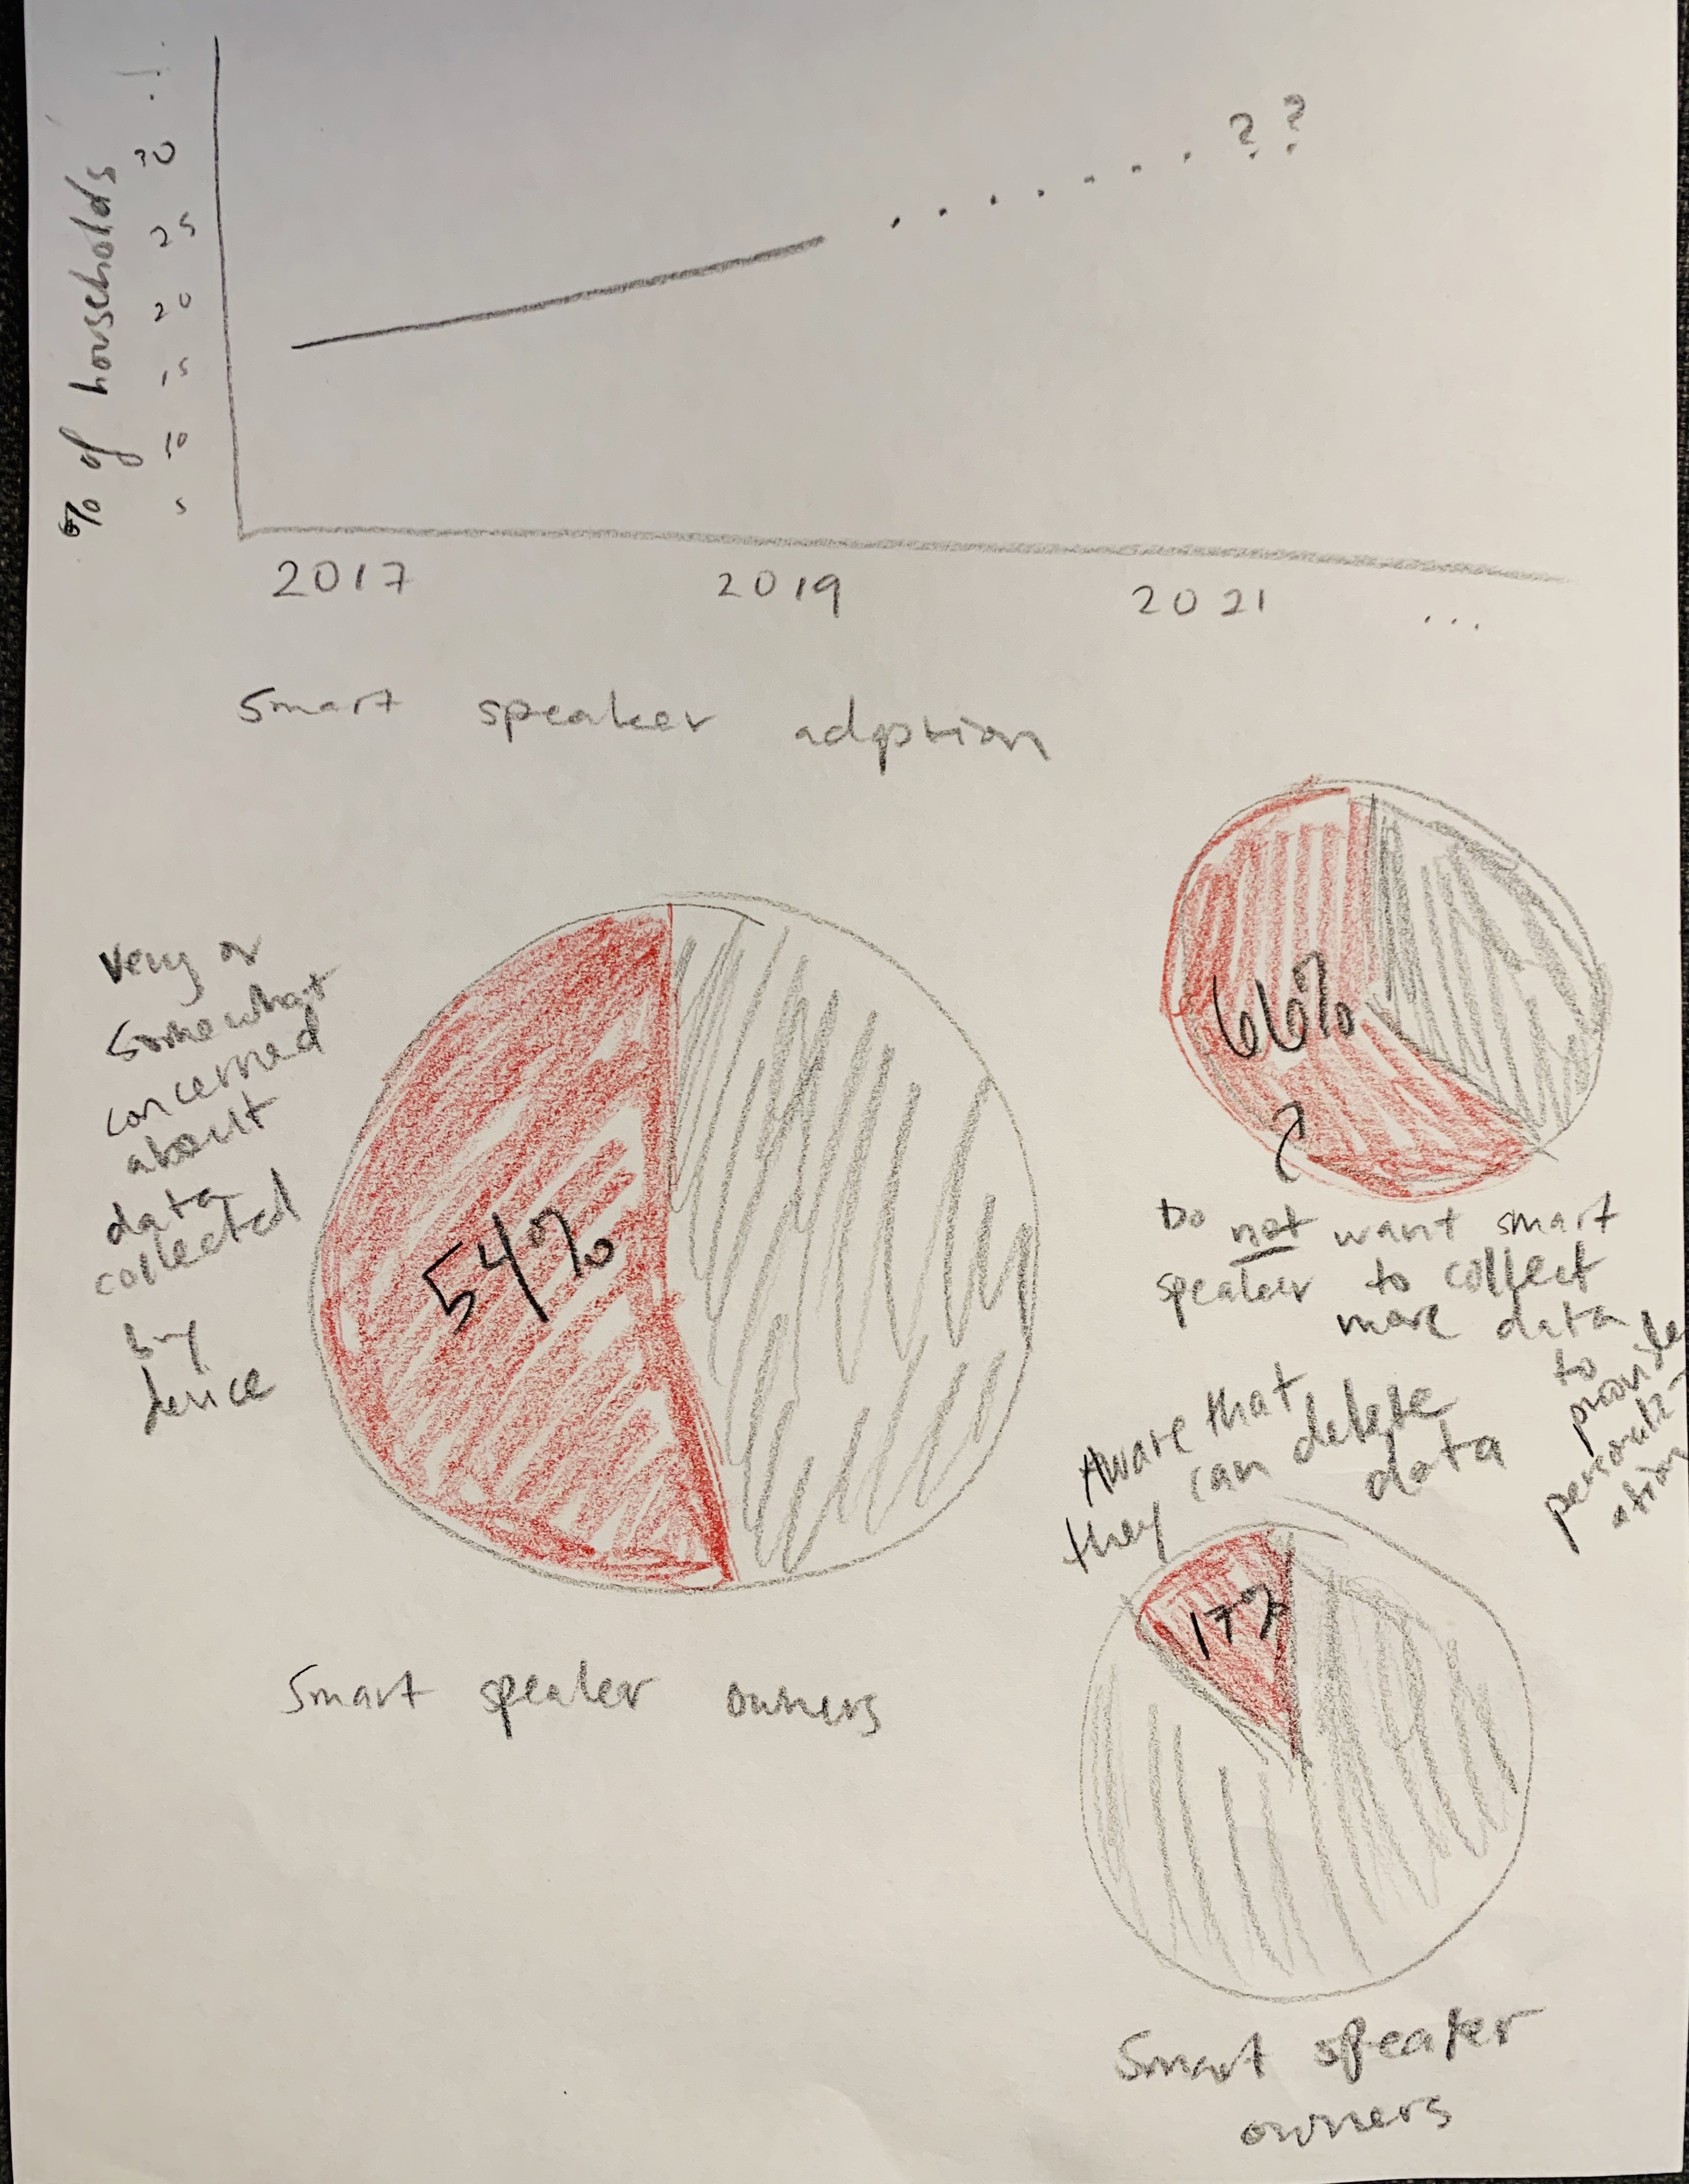 % of households
30
25
20
15
10
5
??
2017 2019 2021 ...
Smart speaker adoption
Very or
somewhat
concerned
about
data
collected
by
device
54%
Smart speaker owners
66%
Do not want smart
speaker to collect
more data
to
provide
personaliz-
ation
Aware that
they can delete
data
17%
Smart speaker
owners